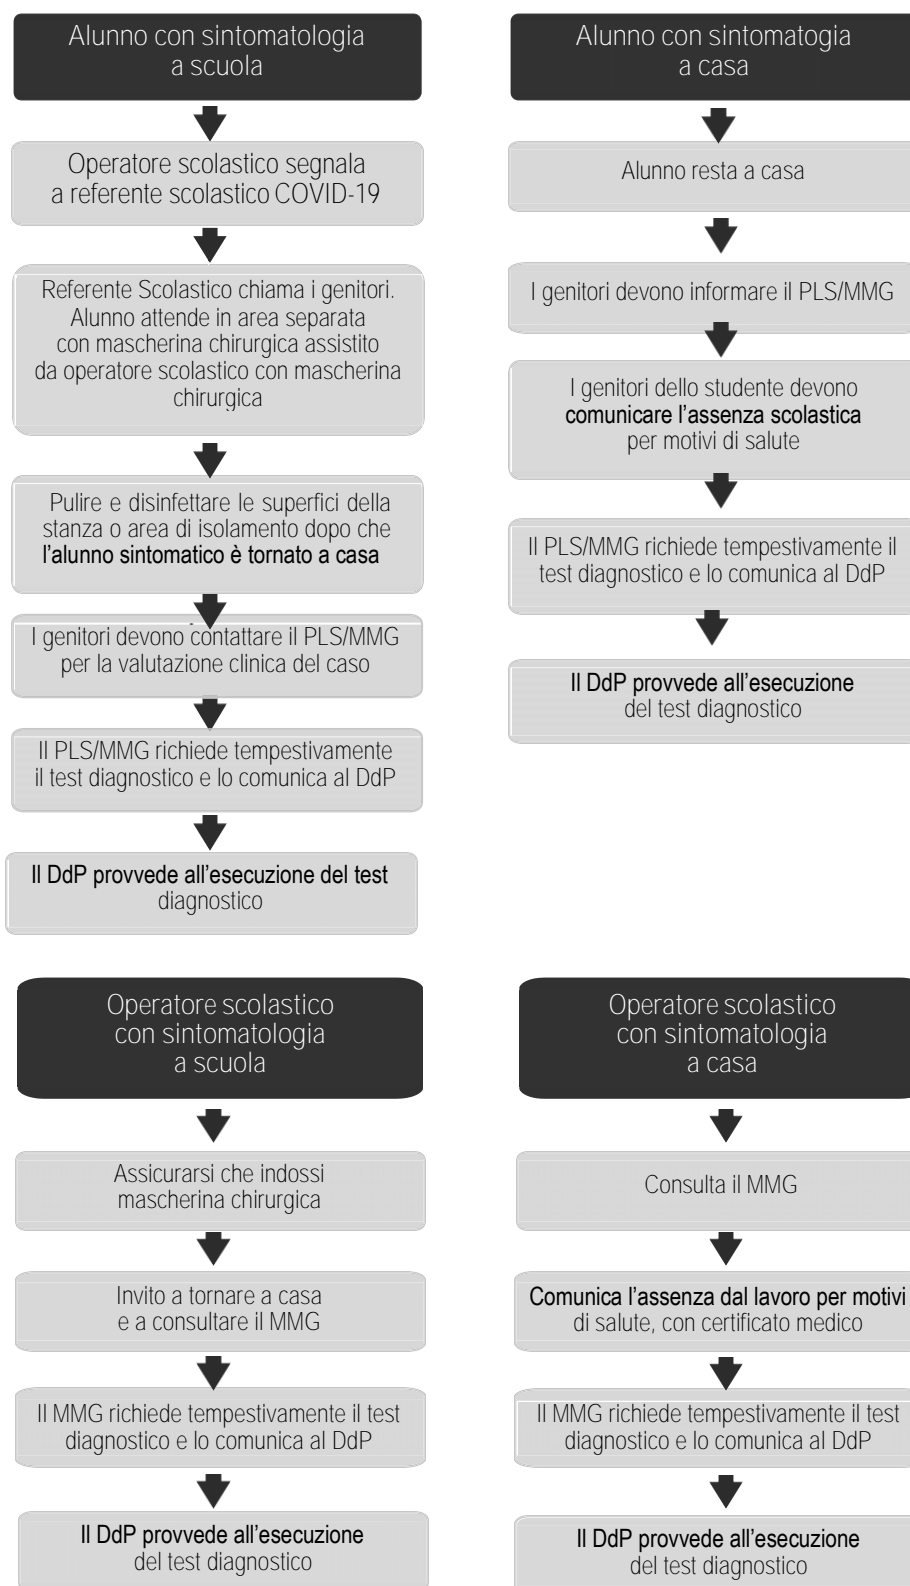 Alunno con sintomatologia
a scuola
Operatore scolastico segnala
a referente scolastico COVID-19
Referente Scolastico chiama i genitori.
Alunno attende in area separata
con mascherina chirurgica assistito
da operatore scolastico con mascherina
chirurgica
Pulire e disinfettare le superfici della
stanza o area di isolamento dopo che
l'alunno sintomatico è tornato a casa
I genitori devono contattare il PLS/MMG
per la valutazione clinica del caso
Il PLS/MMG richiede tempestivamente
il test diagnostico e lo comunica al DdP
Il DdP provvede all'esecuzione del test
diagnostico
Alunno con sintomatogia
a casa
Alunno resta a casa
I genitori devono informare il PLS/MMG
I genitori dello studente devono
comunicare l'assenza scolastica
per motivi di salute
Il PLS/MMG richiede tempestivamente il
test diagnostico e lo comunica al DdP
Il DdP provvede all'esecuzione
del test diagnostico
Operatore scolastico
con sintomatologia
a scuola
Assicurarsi che indossi
mascherina chirurgica
Invito a tornare a casa
e a consultare il MMG
Il MMG richiede tempestivamente il test
diagnostico e lo comunica al DdP
Il DdP provvede all'esecuzione
del test diagnostico
Operatore scolastico
con sintomatologia
a casa
Consulta il MMG
Comunica l'assenza dal lavoro per motivi
di salute, con certificato medico
Il MMG richiede tempestivamente il test
diagnostico e lo comunica al DdP
Il DdP provvede all'esecuzione
del test diagnostico